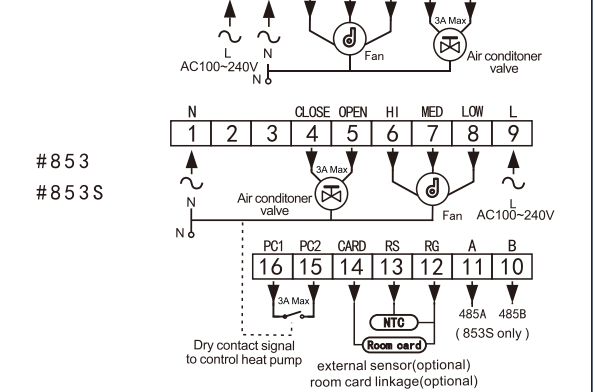 3A Max
L N
Fan
Air conditoner
valve
AC100~240V
N
N CLOSE OPEN HI MED LOW L
1 2 3 4 5 6 7 8 9
#853
#853S
3A Max
N
Air conditoner
valve
Fan
L
AC100~240V
N
PC1 PC2 CARD RS RG A B
16 15 14 13 12 11 10
3A Max
485A 485B
NTC
( 853S only )
Room card
Dry contact signal
to control heat pump
external sensor(optional)
room card linkage(optional)